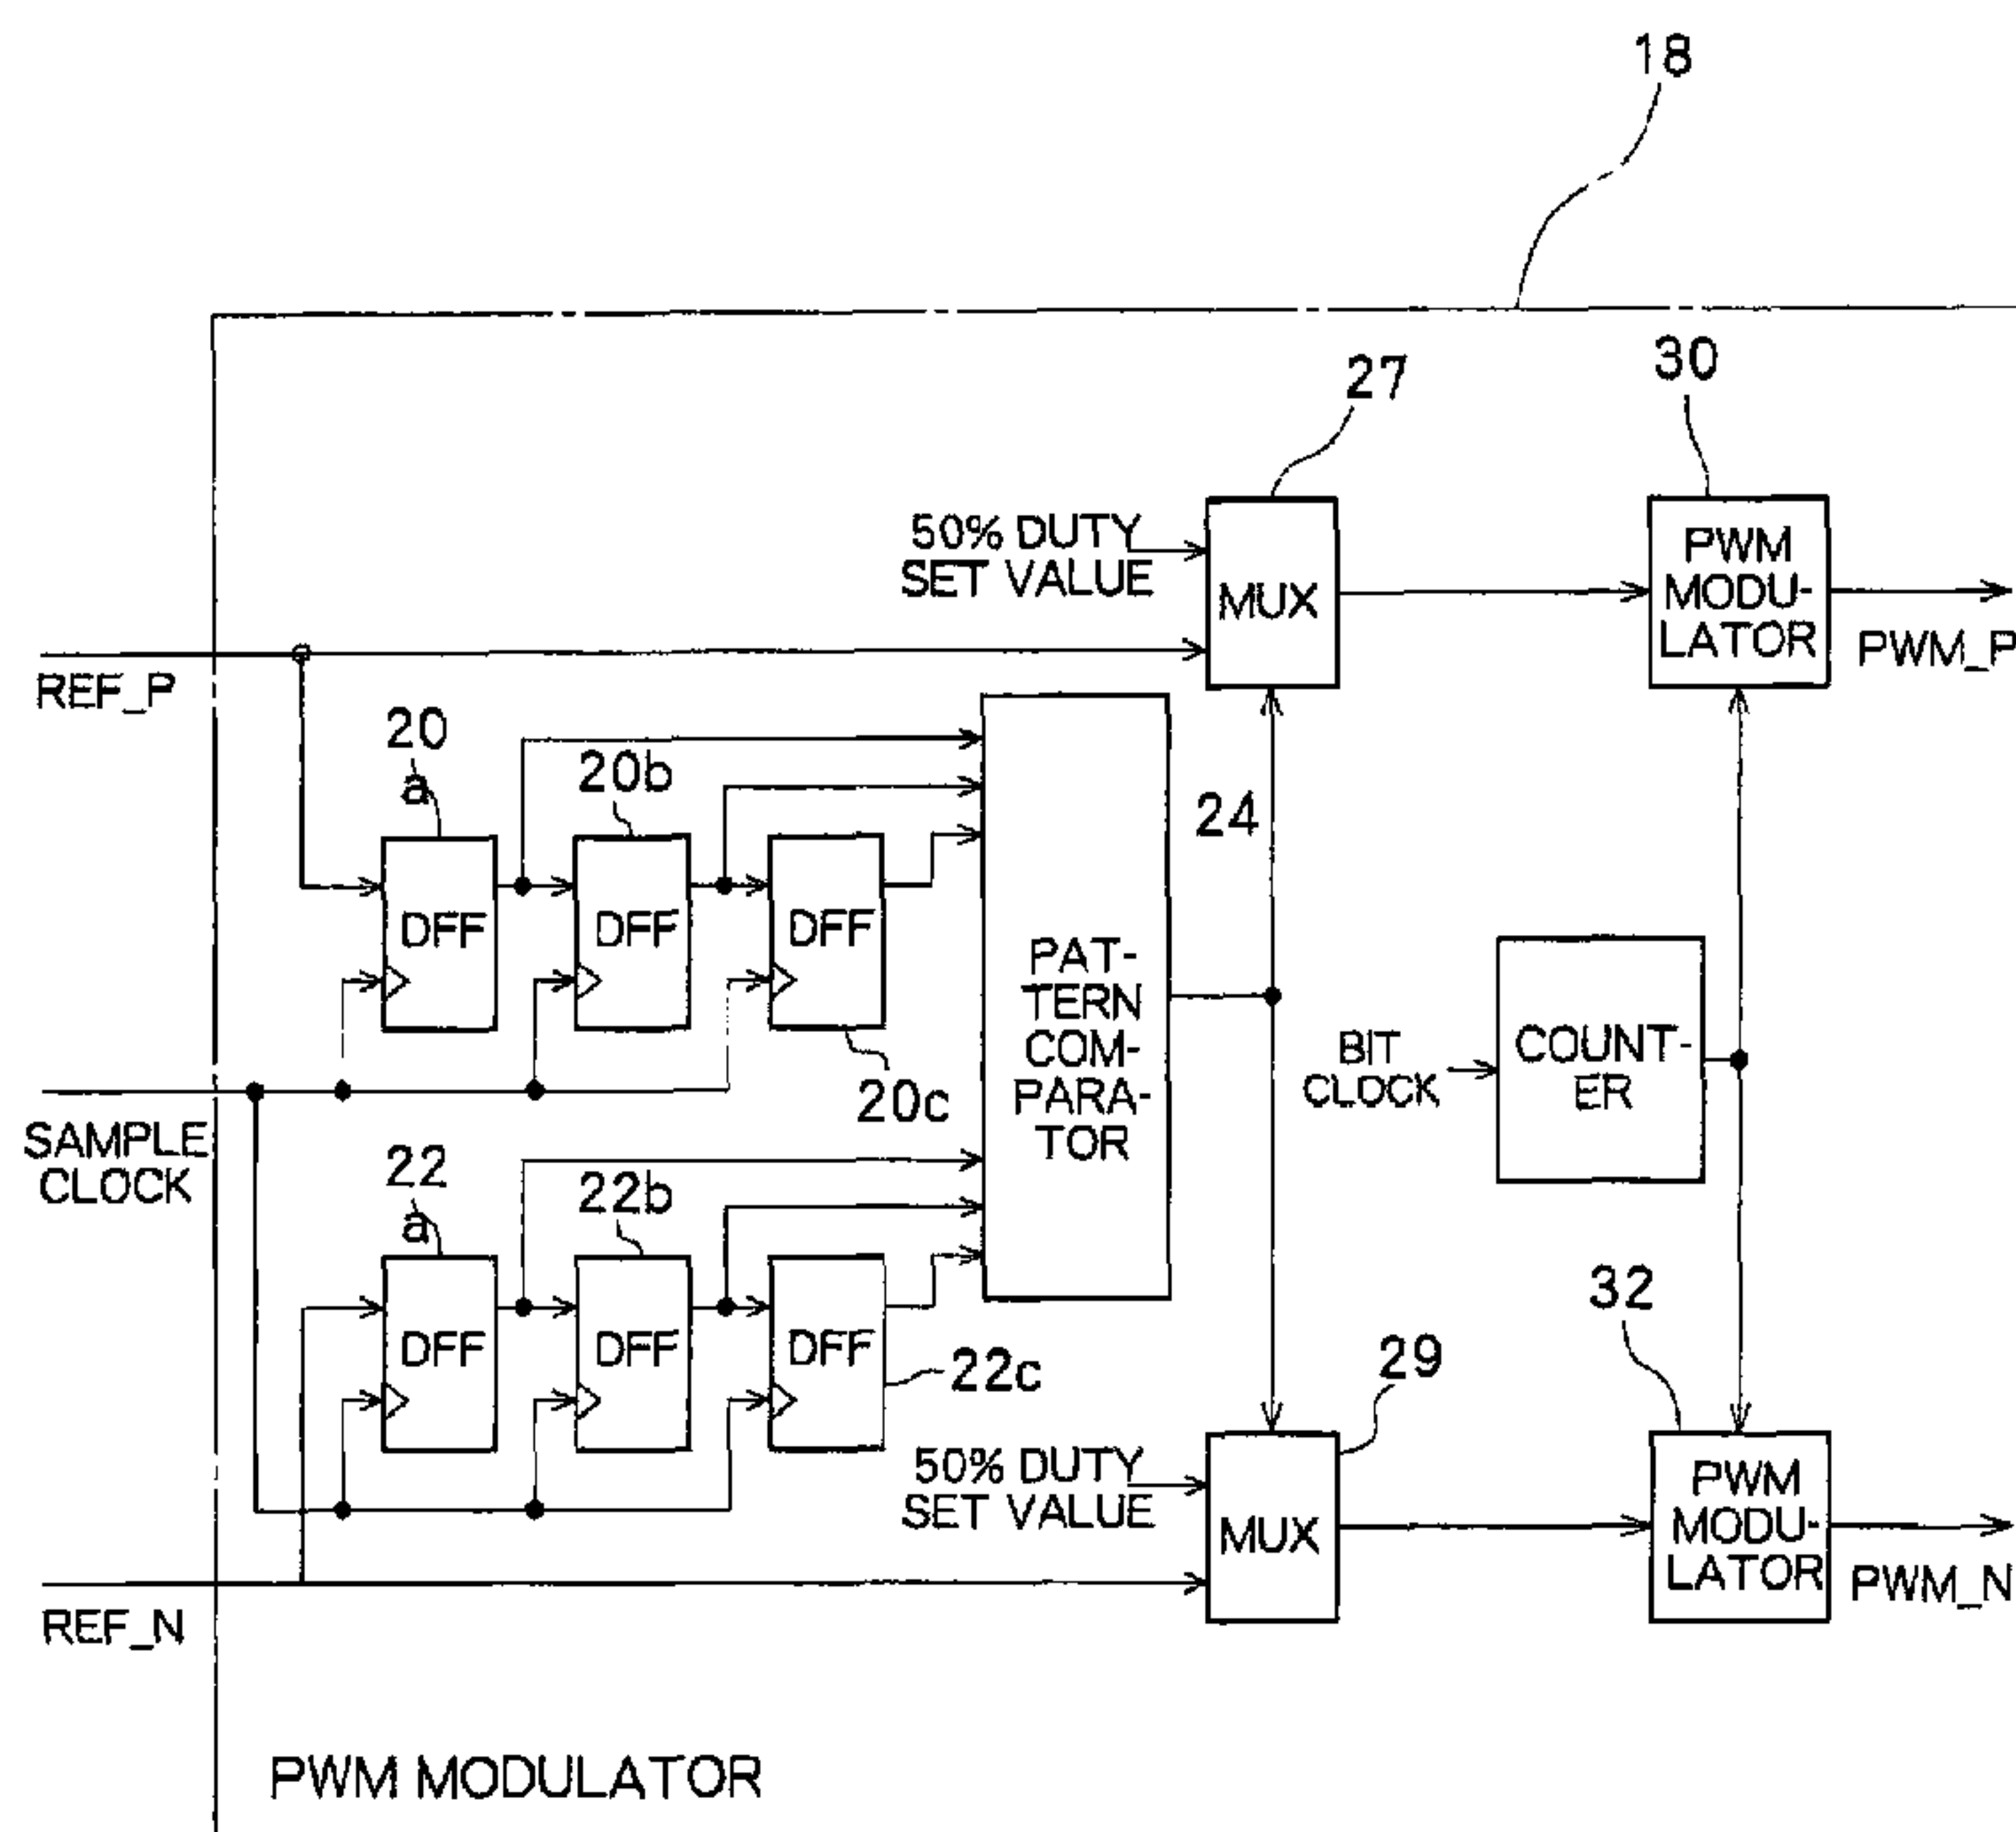 18
27
30
50% DUTY
SET VALUE
MUX
PWM
MODU-
LATOR
PWM_P
REF_P
20
a
20b
24
DFF
DFF
DFF
20c
PAT-
TERN
COM-
PARA-
TOR
BIT
CLOCK
COUNT-
ER
SAMPLE
CLOCK
22
a
22b
DFF
DFF
DFF
22c
32
29
50% DUTY
SET VALUE
MUX
PWM
MODU-
LATOR
PWM_N
REF_N
PWM MODULATOR